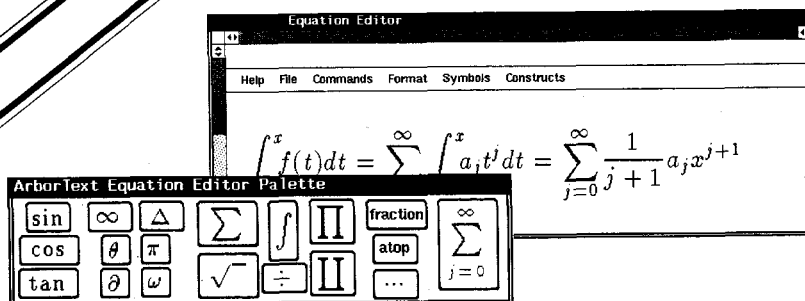 Equation Editor
Help File Commands Format Symbols Constructs
∫ˣ f(t)dt = ∑^∞ ∫ˣ a_j t^j dt = ∑_{j=0}^∞ 1/(j+1) a_j x^{j+1}
ArborText Equation Editor Palette
sin ∞ Δ ∑ ∫ ∏ fraction ∑_{j=0}^∞
cos θ π atop
tan ∂ ω √ ÷ ∐ ...